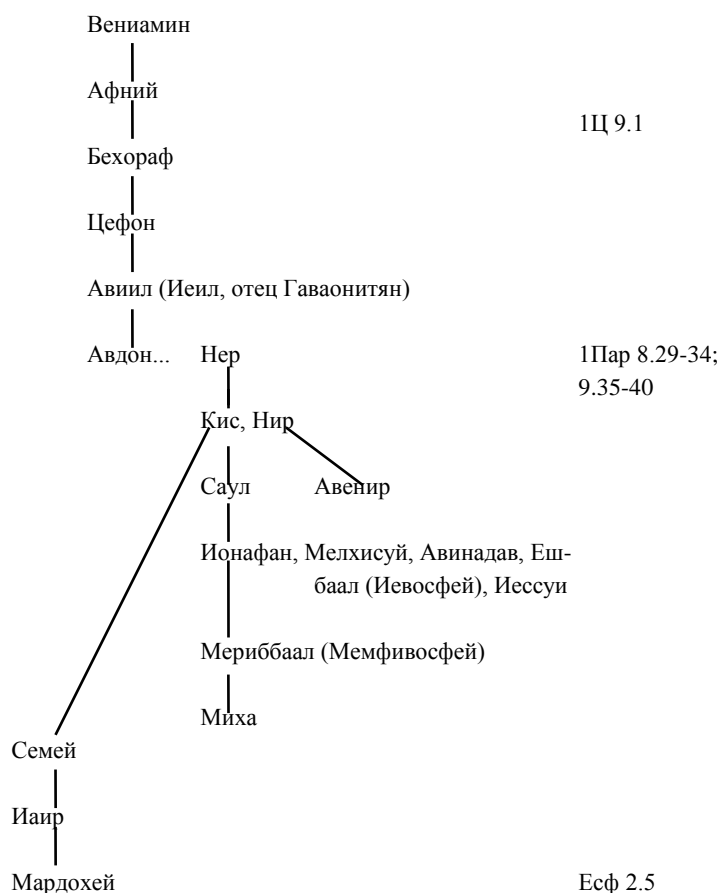 Вениамин
Афний
1Ц 9.1
Бехораф
Цефон
Авиил (Иеил, отец Гаваонитян)
Авдон... Нер 1Пар 8.29-34;
9.35-40
Кис, Нир
Саул Авенир
Ионафан, Мелхисуй, Авинадав, Еш-
баал (Иевосфей), Иессуи
Мериббаал (Мемфивосфей)
Миха
Семей
Иаир
Мардохей Есф 2.5